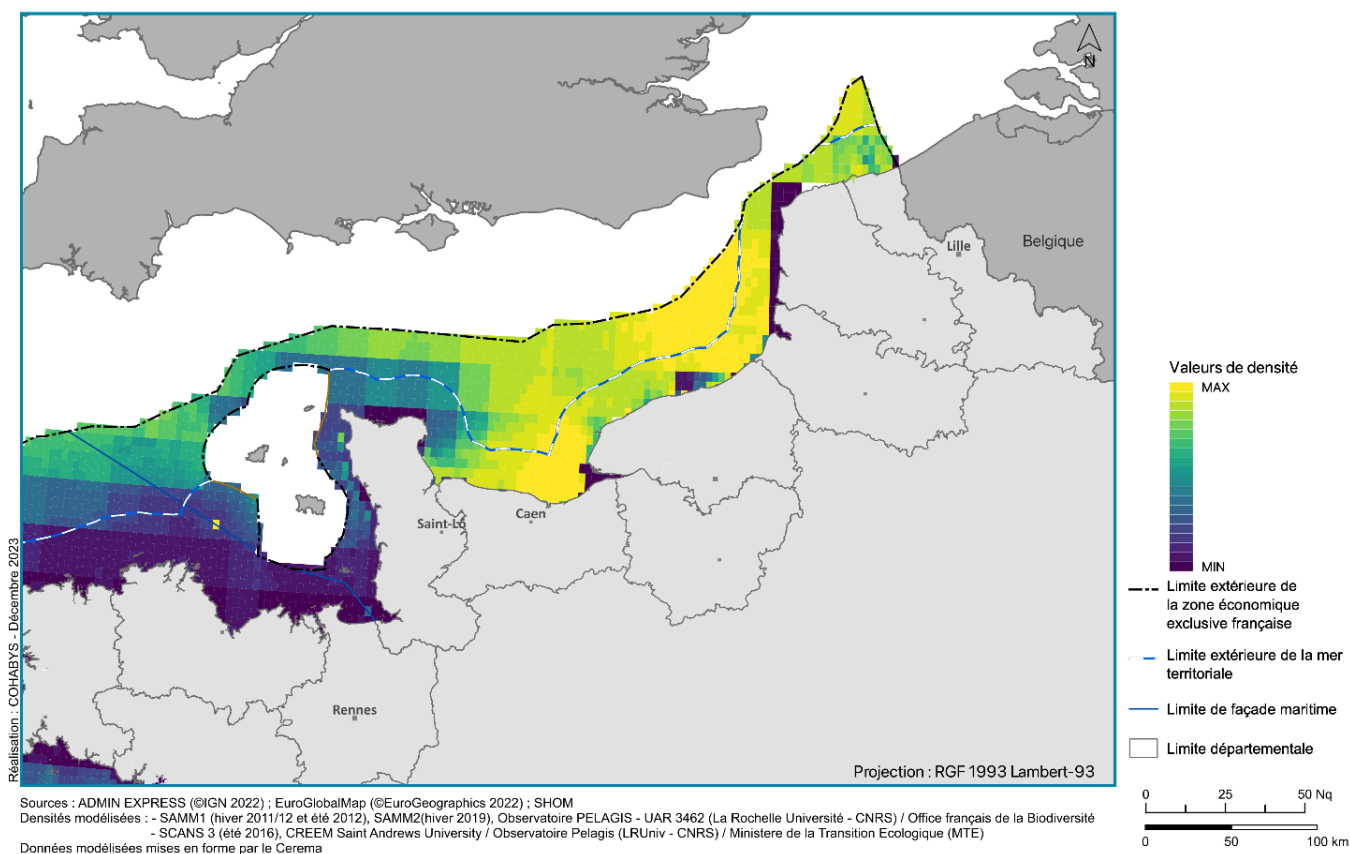 N
Lille
Belgique
Saint-Lô
Caen
Rennes
Projection : RGF 1993 Lambert-93
Réalisation : COHABYS - Décembre 2023
Valeurs de densité
MAX
MIN
Limite extérieure de
la zone économique
exclusive française
Limite extérieure de la mer
territoriale
Limite de façade maritime
Limite départementale
0 25 50 Nq
0 50 100 km
Sources : ADMIN EXPRESS (©IGN 2022) ; EuroGlobalMap (©EuroGeographics 2022) ; SHOM
Densités modélisées : - SAMM1 (hiver 2011/12 et été 2012), SAMM2(hiver 2019), Observatoire PELAGIS - UAR 3462 (La Rochelle Université - CNRS) / Office français de la Biodiversité
- SCANS 3 (été 2016), CREEM Saint Andrews University / Observatoire Pelagis (LRUniv - CNRS) / Ministere de la Transition Ecologique (MTE)
Données modélisées mises en forme par le Cerema